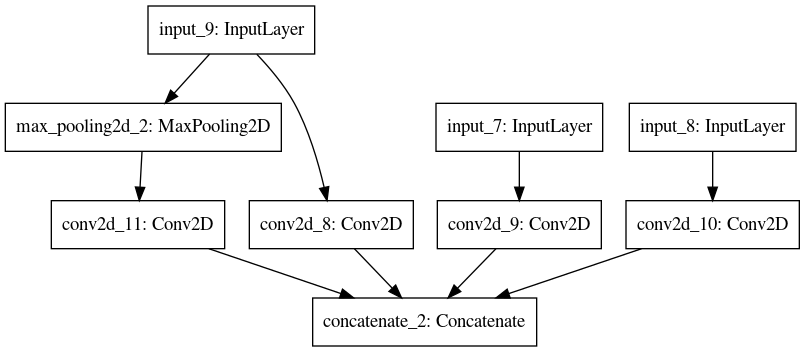 input_9: InputLayer
max_pooling2d_2: MaxPooling2D
input_7: InputLayer
input_8: InputLayer
conv2d_11: Conv2D
conv2d_8: Conv2D
conv2d_9: Conv2D
conv2d_10: Conv2D
concatenate_2: Concatenate